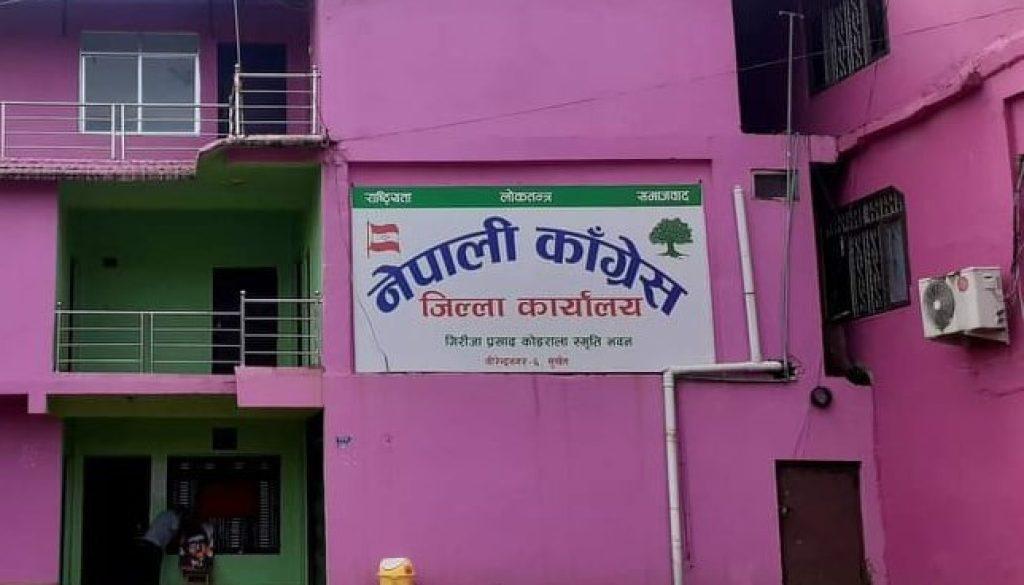 राष्ट्रियता लोकतन्त्र समाजवाद
नेपाली काँग्रेस
जिल्ला कार्यालय
गिरीजा प्रसाद कोइराला स्मृति भवन
वीरेन्द्रनगर - ६, सुर्खेत